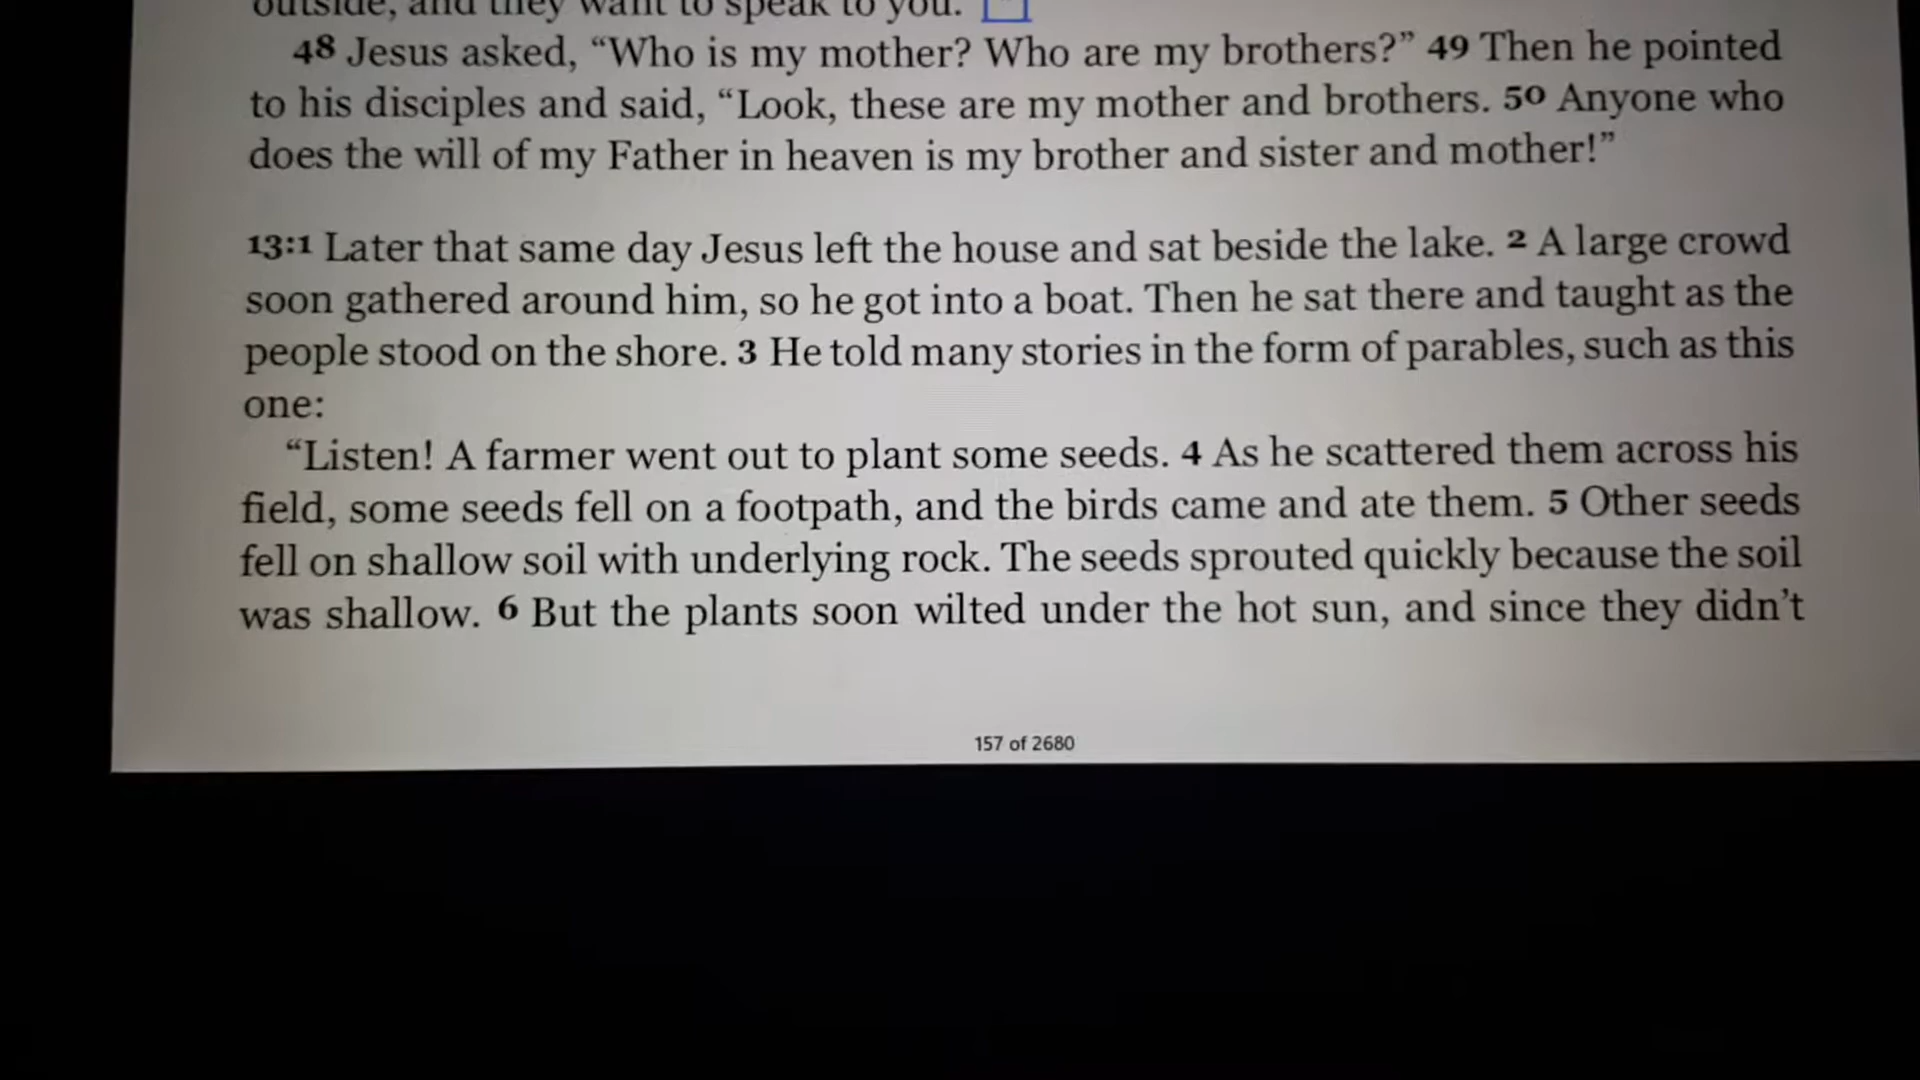 outside, and they want to speak to you.
48 Jesus asked, “Who is my mother? Who are my brothers?” 49 Then he pointed
to his disciples and said, “Look, these are my mother and brothers. 50 Anyone who
does the will of my Father in heaven is my brother and sister and mother!”
13:1 Later that same day Jesus left the house and sat beside the lake. 2 A large crowd
soon gathered around him, so he got into a boat. Then he sat there and taught as the
people stood on the shore. 3 He told many stories in the form of parables, such as this
one:
“Listen! A farmer went out to plant some seeds. 4 As he scattered them across his
field, some seeds fell on a footpath, and the birds came and ate them. 5 Other seeds
fell on shallow soil with underlying rock. The seeds sprouted quickly because the soil
was shallow. 6 But the plants soon wilted under the hot sun, and since they didn’t
157 of 2680